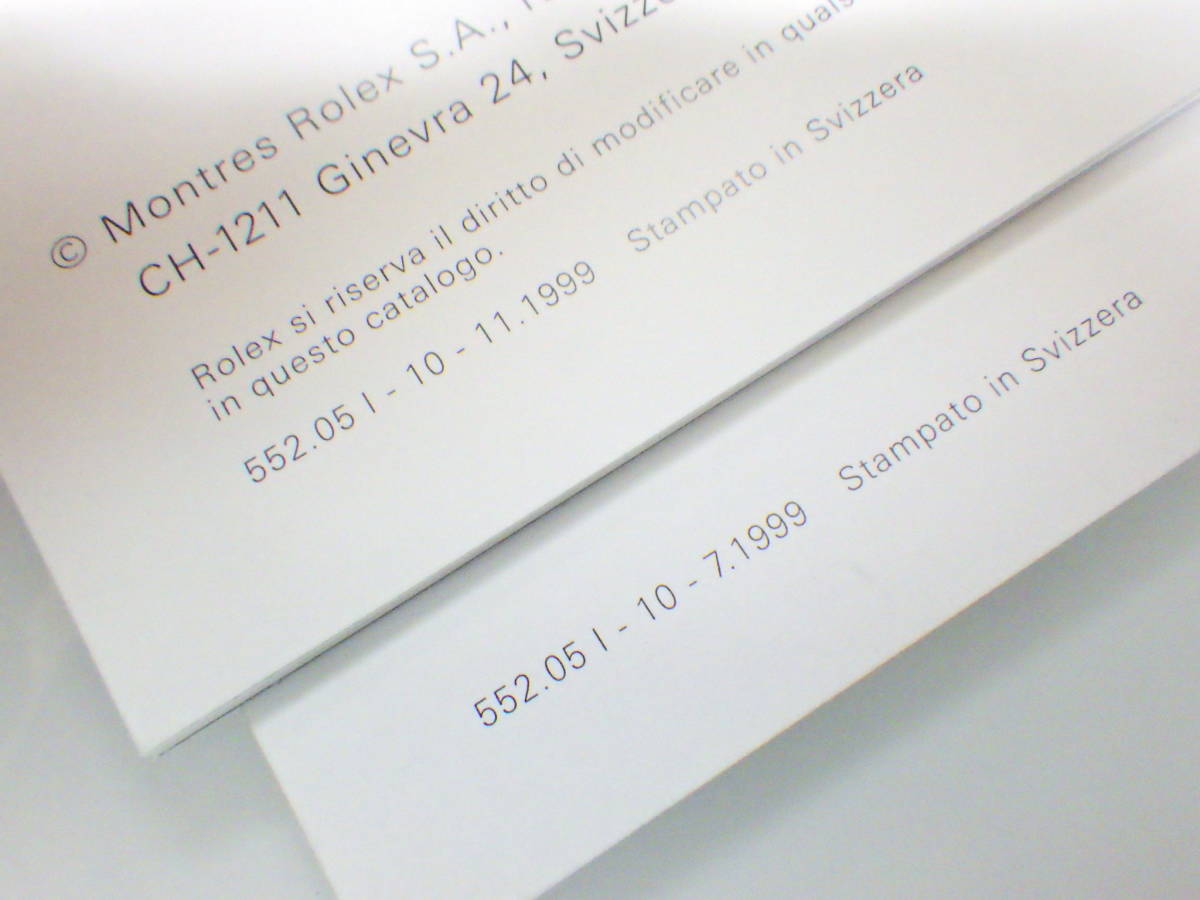 © Montres Rolex S.A.,
CH-1211 Ginevra 24, Svizzera
Rolex si riserva il diritto di modificare in
in questo catalogo.
552.05 I - 10 - 11.1999 Stampato in Svizzera
552.05 I - 10 - 7.1999 Stampato in Svizzera